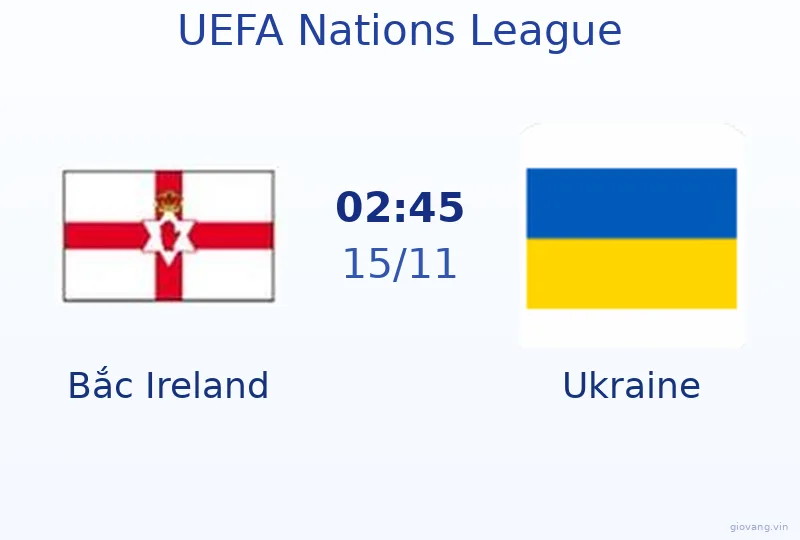 UEFA Nations League
02:45
15/11
Bắc Ireland
Ukraine
giovang.vin